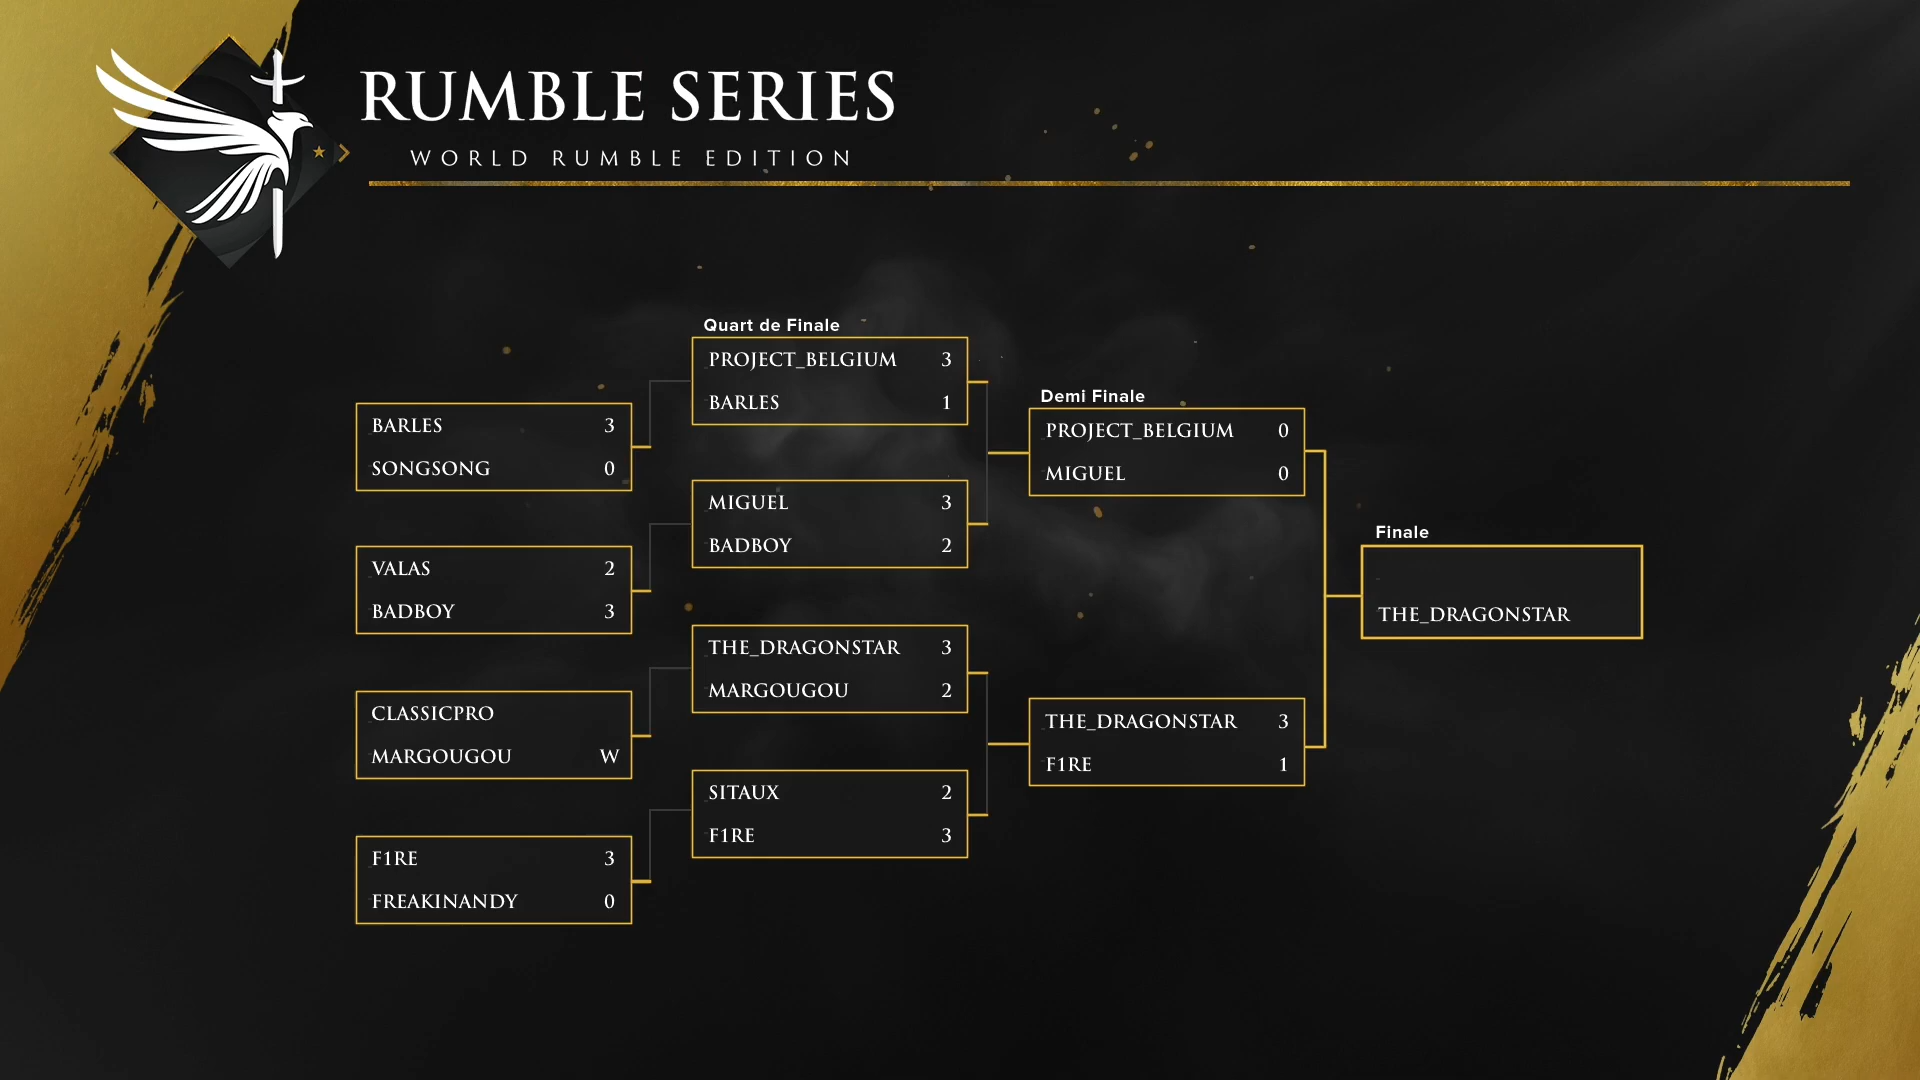 RUMBLE SERIES
WORLD RUMBLE EDITION
BARLES 3
SONGSONG 0
VALAS 2
BADBOY 3
CLASSICPRO
MARGOUGOU W
F1RE 3
FREAKINANDY 0
Quart de Finale
PROJECT_BELGIUM 3
BARLES 1
MIGUEL 3
BADBOY 2
THE_DRAGONSTAR 3
MARGOUGOU 2
SITAUX 2
F1RE 3
Demi Finale
PROJECT_BELGIUM 0
MIGUEL 0
THE_DRAGONSTAR 3
F1RE 1
Finale
THE_DRAGONSTAR